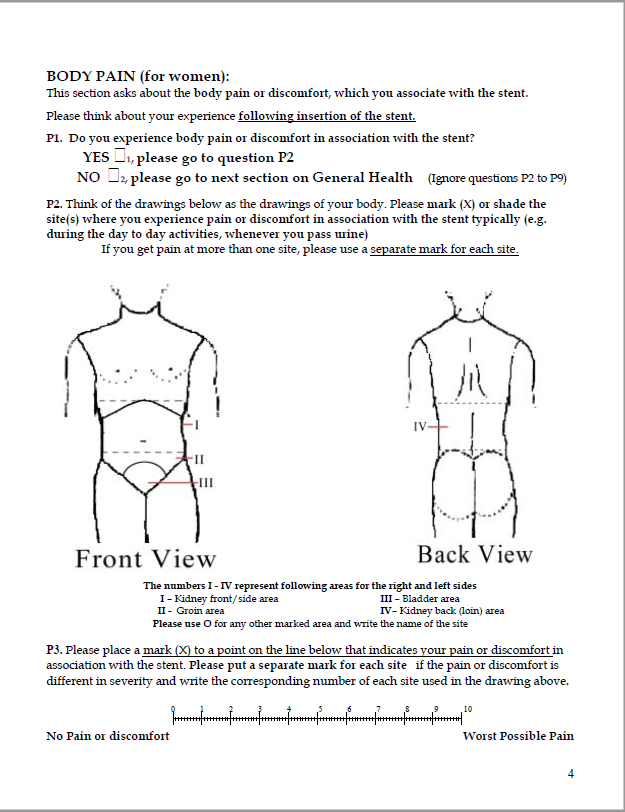 BODY PAIN (for women):
This section asks about the body pain or discomfort, which you associate with the stent.
Please think about your experience following insertion of the stent.
P1. Do you experience body pain or discomfort in association with the stent?
YES □1, please go to question P2
NO □2, please go to next section on General Health (Ignore questions P2 to P9)
P2. Think of the drawings below as the drawings of your body. Please mark (X) or shade the
site(s) where you experience pain or discomfort in association with the stent typically (e.g.
during the day to day activities, whenever you pass urine)
If you get pain at more than one site, please use a separate mark for each site.
I
II
III
IV
Front View
Back View
The numbers I - IV represent following areas for the right and left sides
I – Kidney front/side area III – Bladder area
II - Groin area IV– Kidney back (loin) area
Please use O for any other marked area and write the name of the site
P3. Please place a mark (X) to a point on the line below that indicates your pain or discomfort in
association with the stent. Please put a separate mark for each site if the pain or discomfort is
different in severity and write the corresponding number of each site used in the drawing above.
0 1 2 3 4 5 6 7 8 9 10
No Pain or discomfort Worst Possible Pain
4